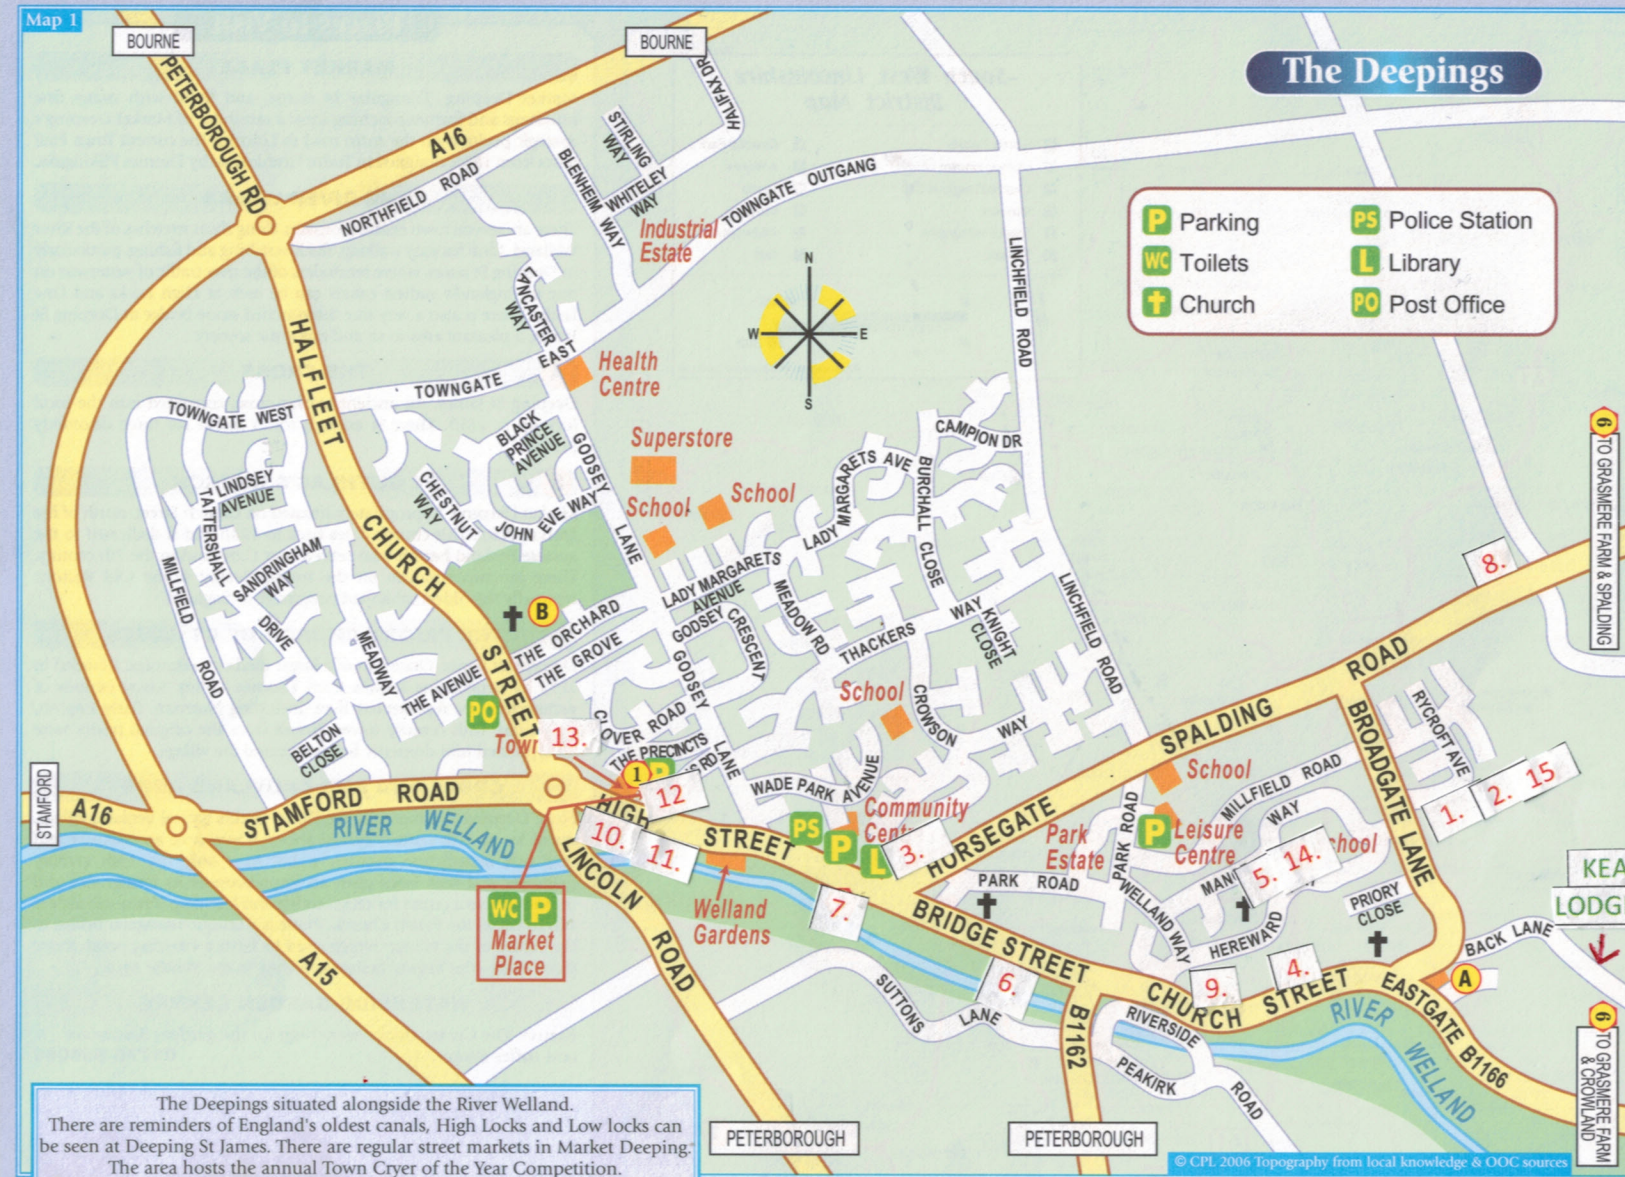 Map 1
BOURNE
BOURNE
The Deepings
PETERBOROUGH RD
A16
HALIFAX DR
STIRLING
WAY
BLENHEIM WAY
WHITELEY
WAY
NORTHFIELD ROAD
TOWNGATE OUTGANG
Industrial
Estate
P Parking
PS Police Station
WC Toilets
L Library
Church
PO Post Office
N
W
E
S
LANCASTER
WAY
LINCHFIELD ROAD
HALFLEET
EAST
TOWNGATE
Health
Centre
TOWNGATE WEST
BLACK
PRINCE
AVENUE
GODSEY
LANE
Superstore
School
School
CAMPION DR
LADY MARGARETS AVE
BURCHALL CLOSE
LINDSEY
AVENUE
TATTERSHALL
DRIVE
CHESTNUT
WAY
JOHN EVE WAY
CHURCH
STREET
SANDRINGHAM
WAY
MILLFIELD
ROAD
LADY MARGARETS
AVENUE
MEADOW RD
GODSEY
CRESCENT
THACKERS
WAY
KNIGHT
CLOSE
LINCHFIELD ROAD
8.
6
TO GRASMERE FARM & SPALDING
B
THE ORCHARD
THE GROVE
THE AVENUE
MEADWAY
GODSEY
LANE
School
CROWSON
WAY
SPALDING
ROAD
PO
Tow
13.
CLOVER ROAD
THE PRECINCTS
RD
BELTON
CLOSE
1
P
12
WADE PARK AVENUE
BROADGATE LANE
RYCROFT AVE
1.
2.
15
School
MILLFIELD ROAD
WAY
STAMFORD
A16
STAMFORD ROAD
RIVER WELLAND
HIGH
STREET
10.
11.
PS
P
L
Community
Cent
3.
HORSEGATE
Park
Estate
PARK ROAD
P
Leisure
Centre
PARK ROAD
5.
14.
chool
MAN
PRIORY
CLOSE
KEA
LODG
LINCOLN
ROAD
WC P
Market
Place
Welland
Gardens
7.
BRIDGE STREET
WELLAND WAY
HEREWARD
BACK LANE
A15
SUTTONS
LANE
6.
9.
4.
CHURCH STREET
EASTGATE B1166
A
RIVER
WELLAND
B1162
RIVERSIDE
PEAKIRK
ROAD
6
TO GRASMERE FARM
& CROWLAND
The Deepings situated alongside the River Welland.
There are reminders of England's oldest canals, High Locks and Low locks can
be seen at Deeping St James. There are regular street markets in Market Deeping.
The area hosts the annual Town Cryer of the Year Competition.
PETERBOROUGH
PETERBOROUGH
© CPL 2006 Topography from local knowledge & OOC sources